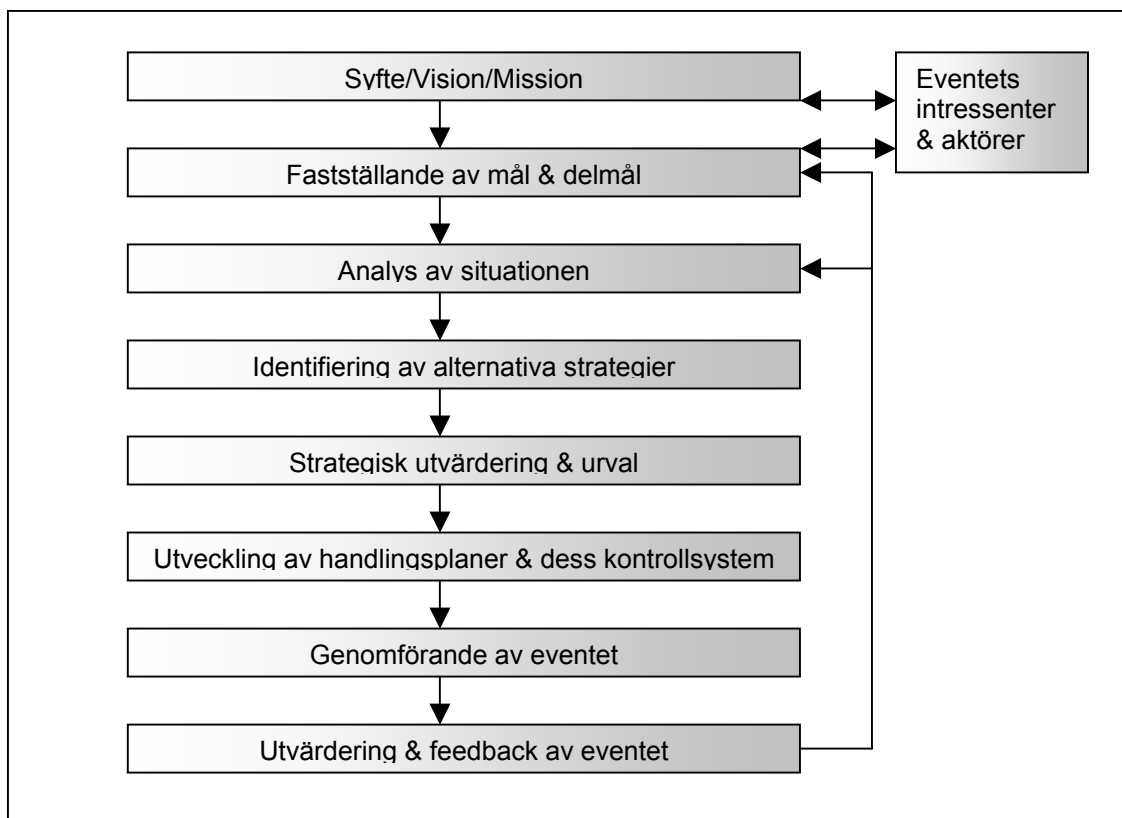 Syfte/Vision/Mission
Eventets
intressenter
& aktörer
Fastställande av mål & delmål
Analys av situationen
Identifiering av alternativa strategier
Strategisk utvärdering & urval
Utveckling av handlingsplaner & dess kontrollsystem
Genomförande av eventet
Utvärdering & feedback av eventet